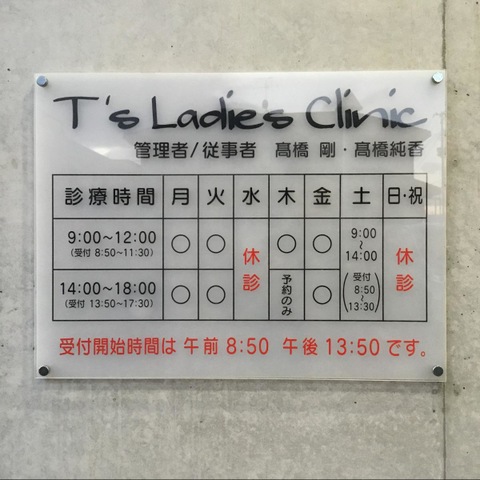 T's Ladie's Clinic
管理者/従事者 髙橋 剛・髙橋純香
診療時間 月 火 水 木 金 土 日・祝
9:00~12:00 ○ ○ 休診 ○ ○ 9:00~14:00 休診
(受付 8:50~11:30)
14:00~18:00 ○ ○ 予約のみ ○ (受付 8:50~13:30)
(受付 13:50~17:30)
受付開始時間は 午前 8:50 午後 13:50 です。